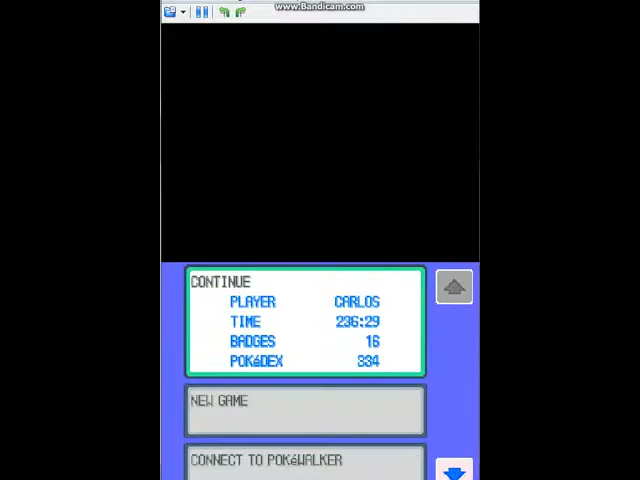 www.Bandicam.com
CONTINUE
PLAYER CARLOS
TIME 236:29
BADGES 16
POKéDEX 334
NEW GAME
CONNECT TO POKéWALKER